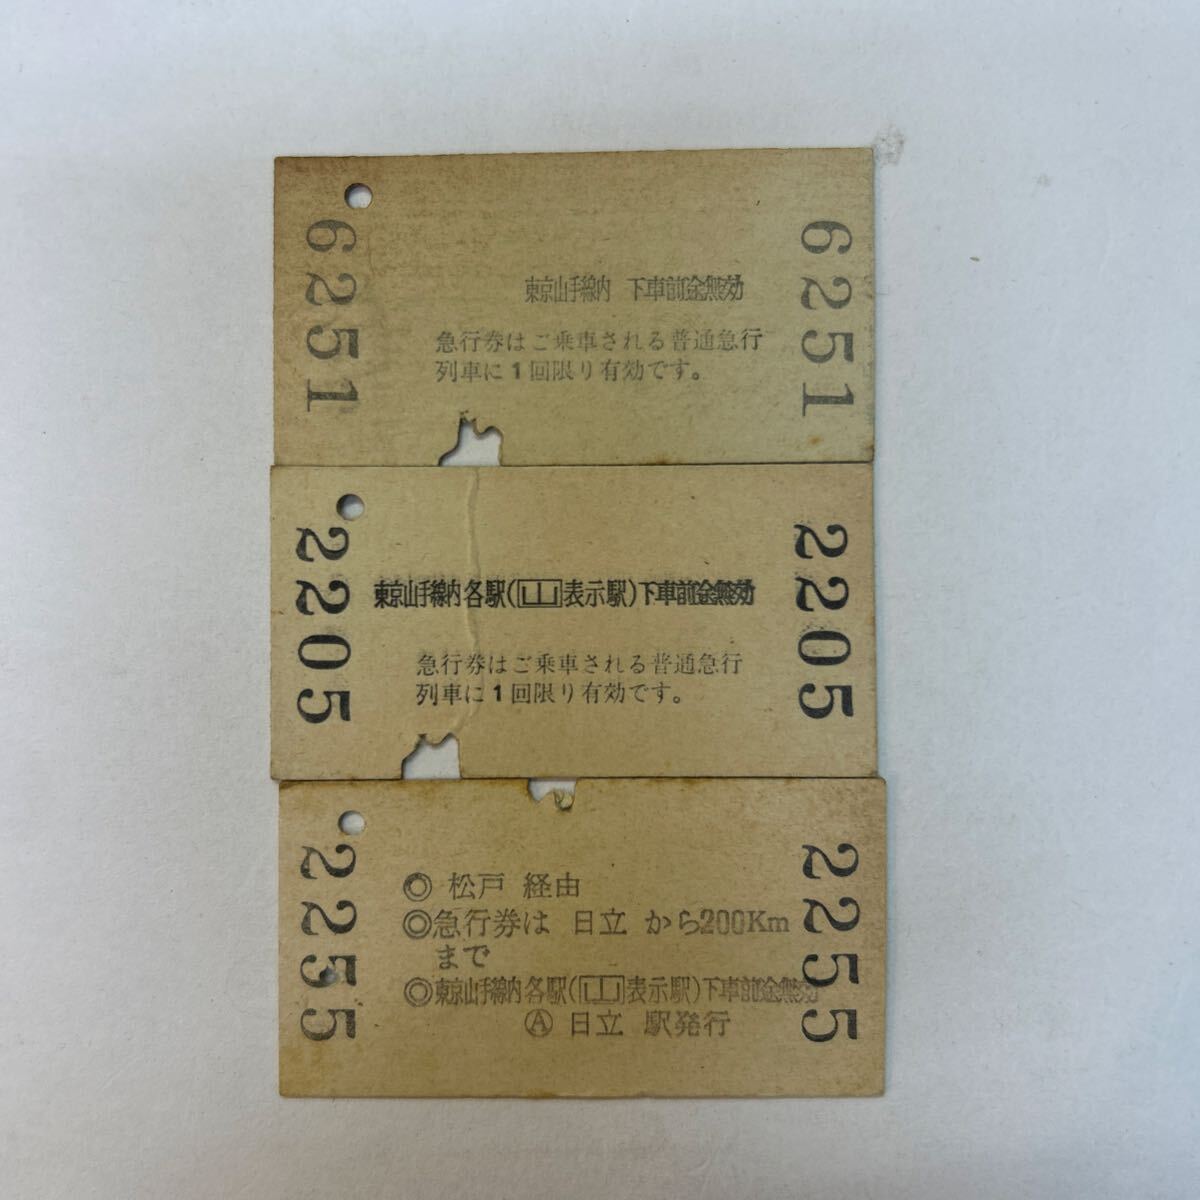 6251
東京山手線内 下車前途無効
急行券はご乗車される普通急行
列車に1回限り有効です。
6251
2205
東京山手線内各駅(山表示駅)下車前途無効
急行券はご乗車される普通急行
列車に1回限り有効です。
2205
2255
◎ 松戸 経由
◎急行券は 日立 から200Km
まで
◎東京山手線内各駅(山表示駅)下車前途無効
Ⓐ 日立 駅発行
2255